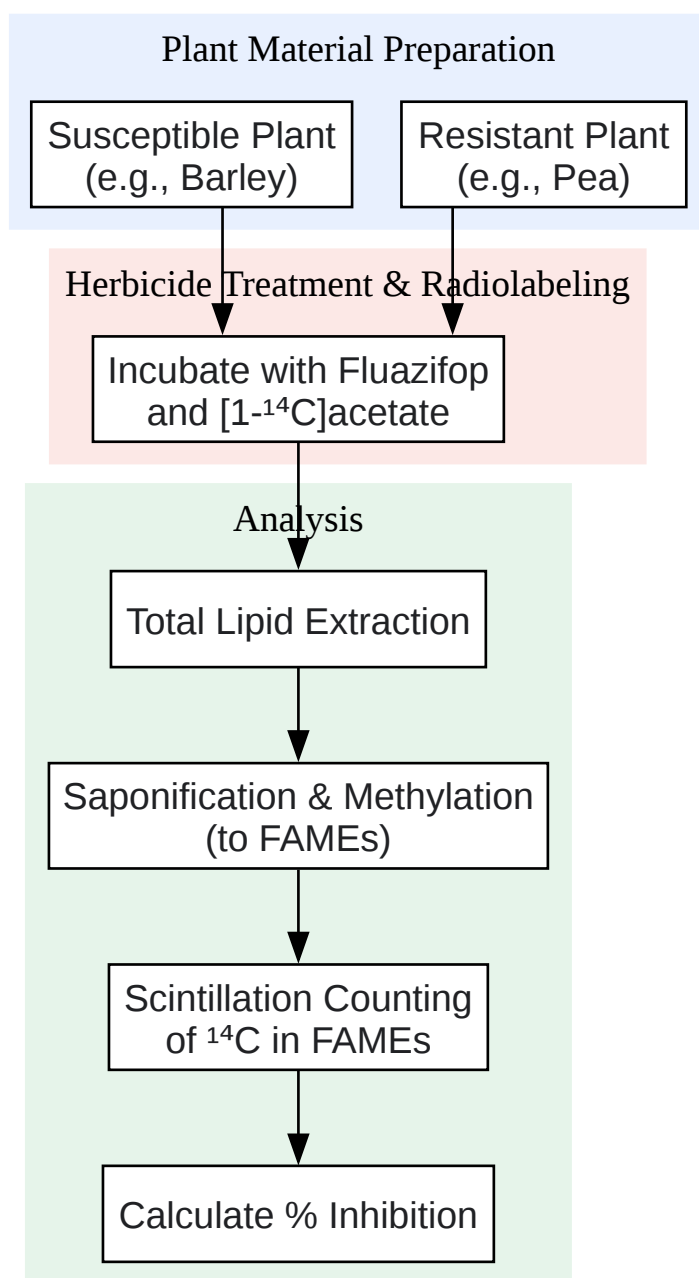 Plant Material Preparation
Susceptible Plant
(e.g., Barley)
Resistant Plant
(e.g., Pea)
Herbicide Treatment & Radiolabeling
Incubate with Fluazifop
and [1-¹⁴C]acetate
Analysis
Total Lipid Extraction
Saponification & Methylation
(to FAMEs)
Scintillation Counting
of ¹⁴C in FAMEs
Calculate % Inhibition